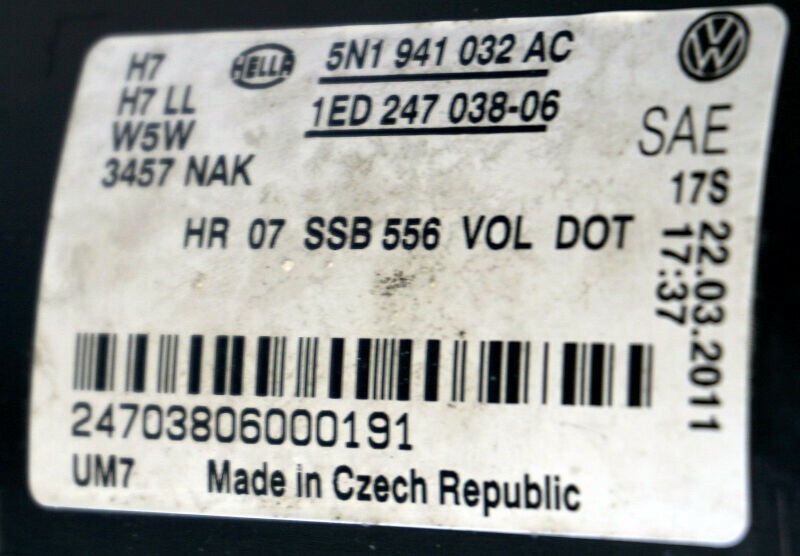 H7
H7 LL
W5W
3457 NAK
HELLA
5N1 941 032 AC
1ED 247 038-06
VW
SAE
17S
HR 07 SSB 556 VOL DOT
22.03.2011
17:37
24703806000191
UM7 Made in Czech Republic